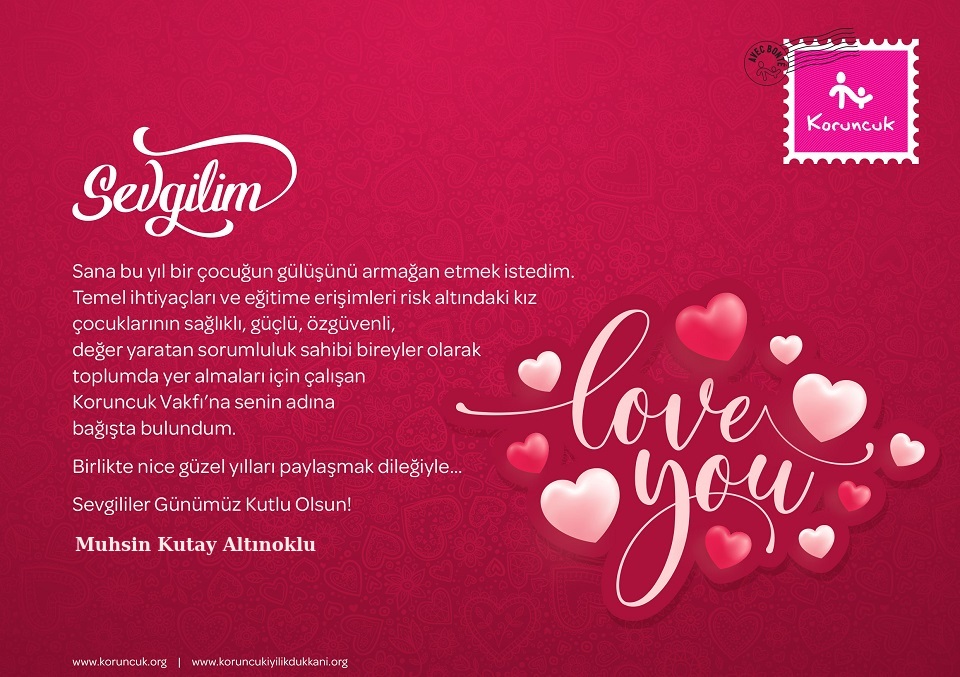 AVEC BONTE
Koruncuk
Sevgilim
Sana bu yıl bir çocuğun gülüşünü armağan etmek istedim.
Temel ihtiyaçları ve eğitime erişimleri risk altındaki kız
çocuklarının sağlıklı, güçlü, özgüvenli,
değer yaratan sorumluluk sahibi bireyler olarak
toplumda yer almaları için çalışan
Koruncuk Vakfı’na senin adına
bağışta bulundum.
Birlikte nice güzel yılları paylaşmak dileğiyle...
Sevgililer Günümüz Kutlu Olsun!
Muhsin Kutay Altınoklu
love
you
www.koruncuk.org | www.koruncukiyilikdukkani.org